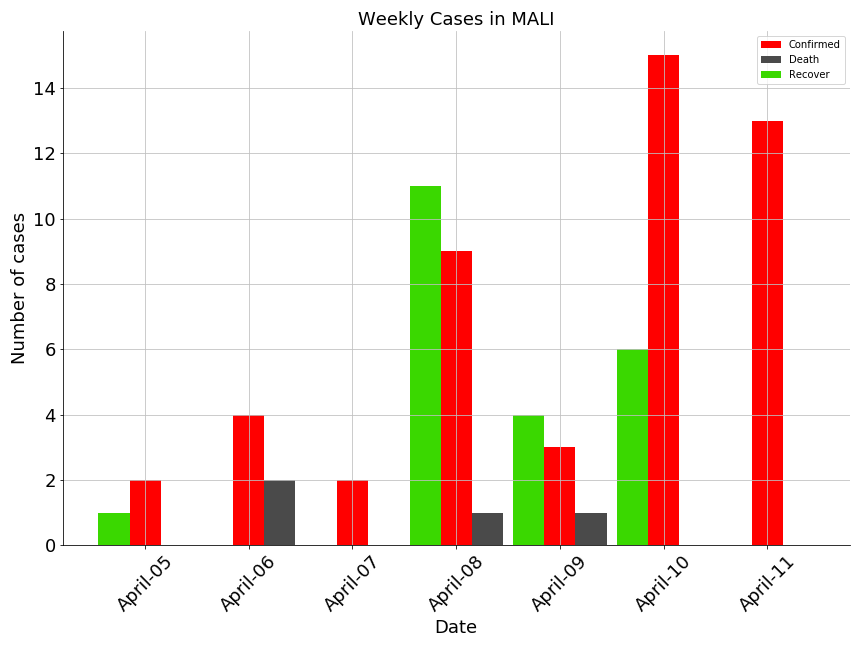 Weekly Cases in MALI
Confirmed
Death
Recover
Number of cases
14
12
10
8
6
4
2
0
April-05
April-06
April-07
April-08
April-09
April-10
April-11
Date